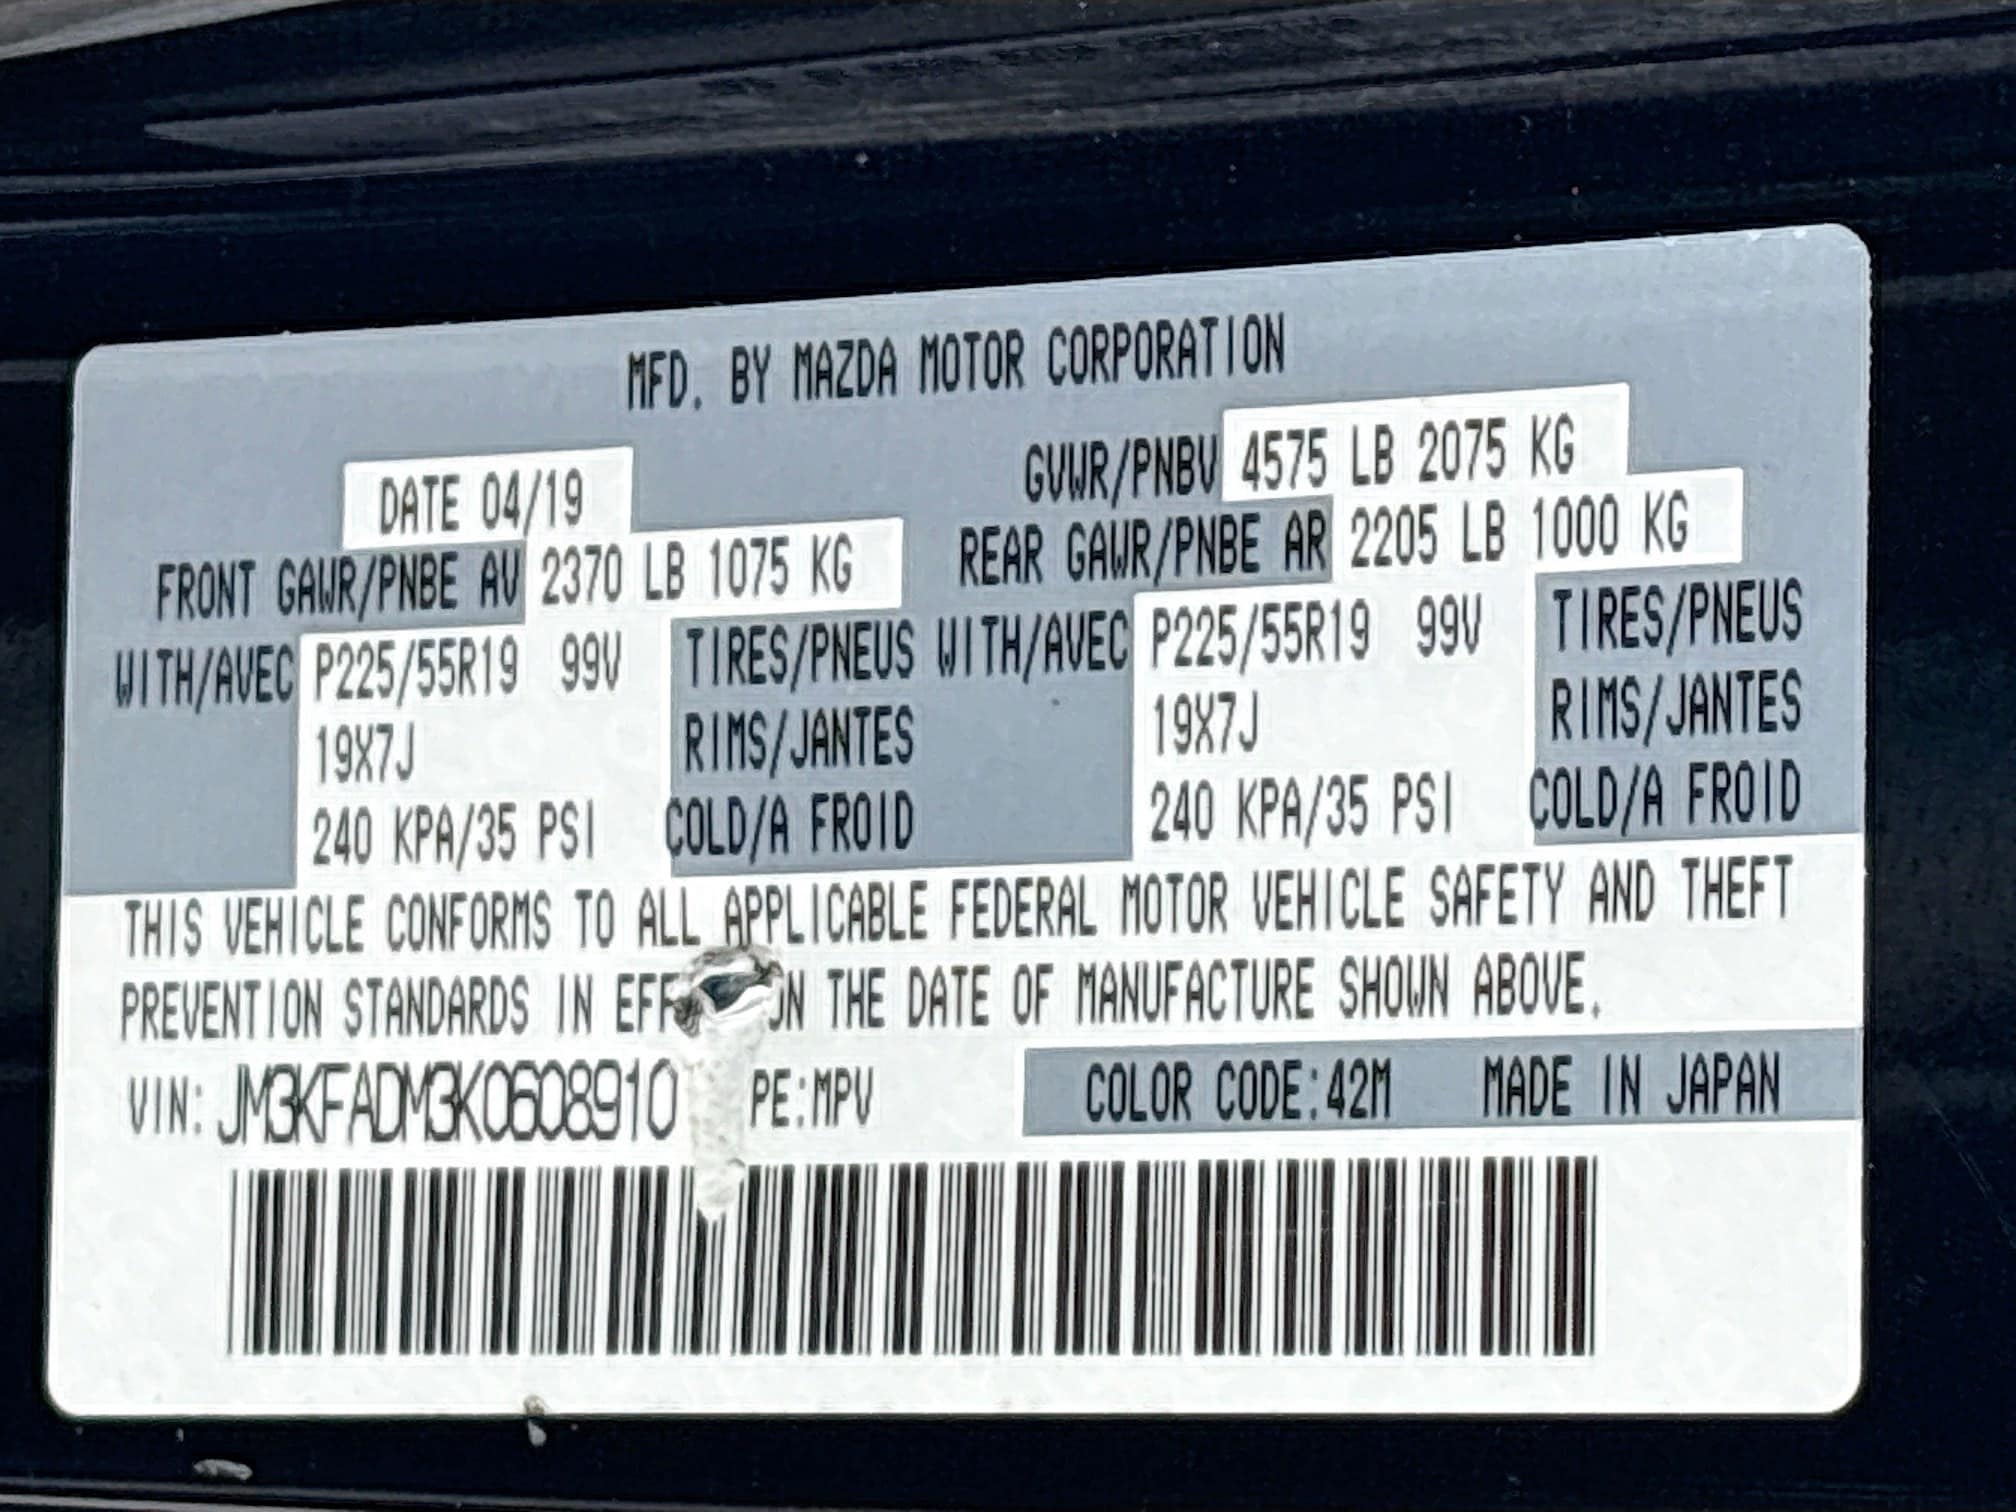 MFD. BY MAZDA MOTOR CORPORATION
DATE 04/19 GVWR/PNBV 4575 LB 2075 KG
FRONT GAWR/PNBE AV 2370 LB 1075 KG REAR GAWR/PNBE AR 2205 LB 1000 KG
WITH/AVEC P225/55R19 99V TIRES/PNEUS WITH/AVEC P225/55R19 99V TIRES/PNEUS
19X7J RIMS/JANTES 19X7J RIMS/JANTES
240 KPA/35 PSI COLD/A FROID 240 KPA/35 PSI COLD/A FROID
THIS VEHICLE CONFORMS TO ALL APPLICABLE FEDERAL MOTOR VEHICLE SAFETY AND THEFT
PREVENTION STANDARDS IN THE DATE OF MANUFACTURE SHOWN ABOVE.
VIN: JM3KFADM3K0608910 PE:MPV COLOR CODE:42M MADE IN JAPAN